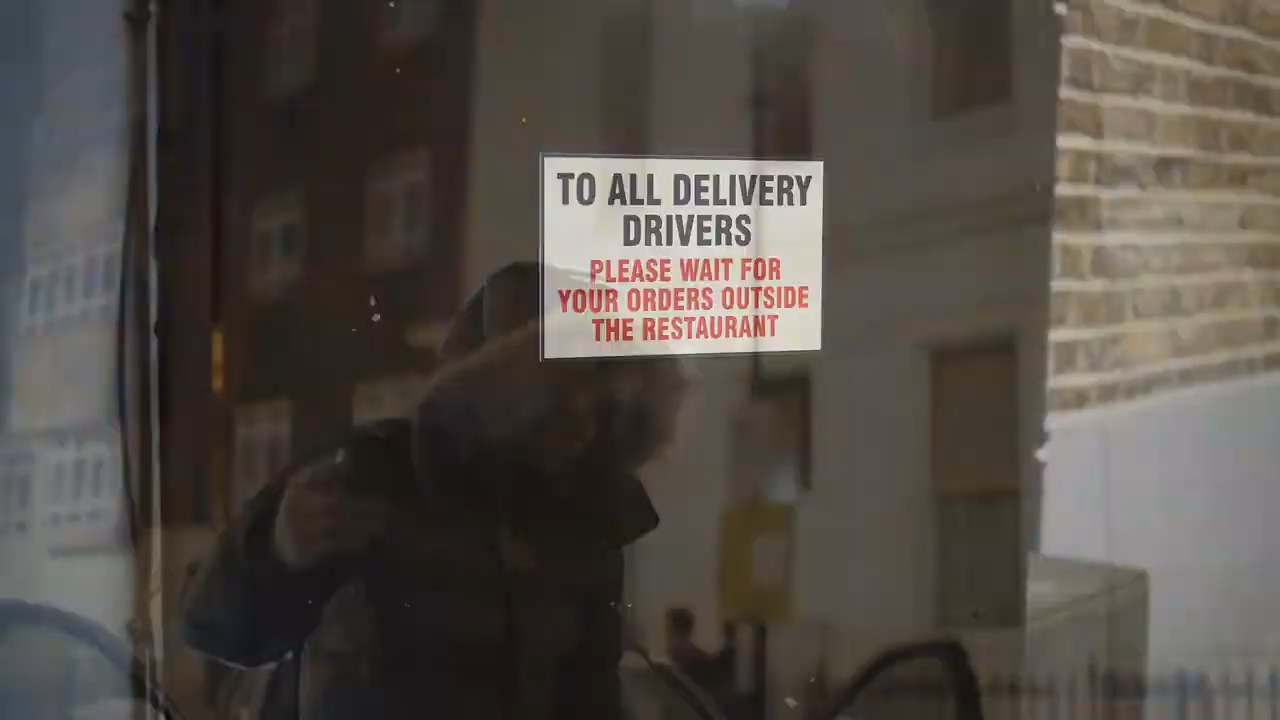 TO ALL DELIVERY
DRIVERS
PLEASE WAIT FOR
YOUR ORDERS OUTSIDE
THE RESTAURANT